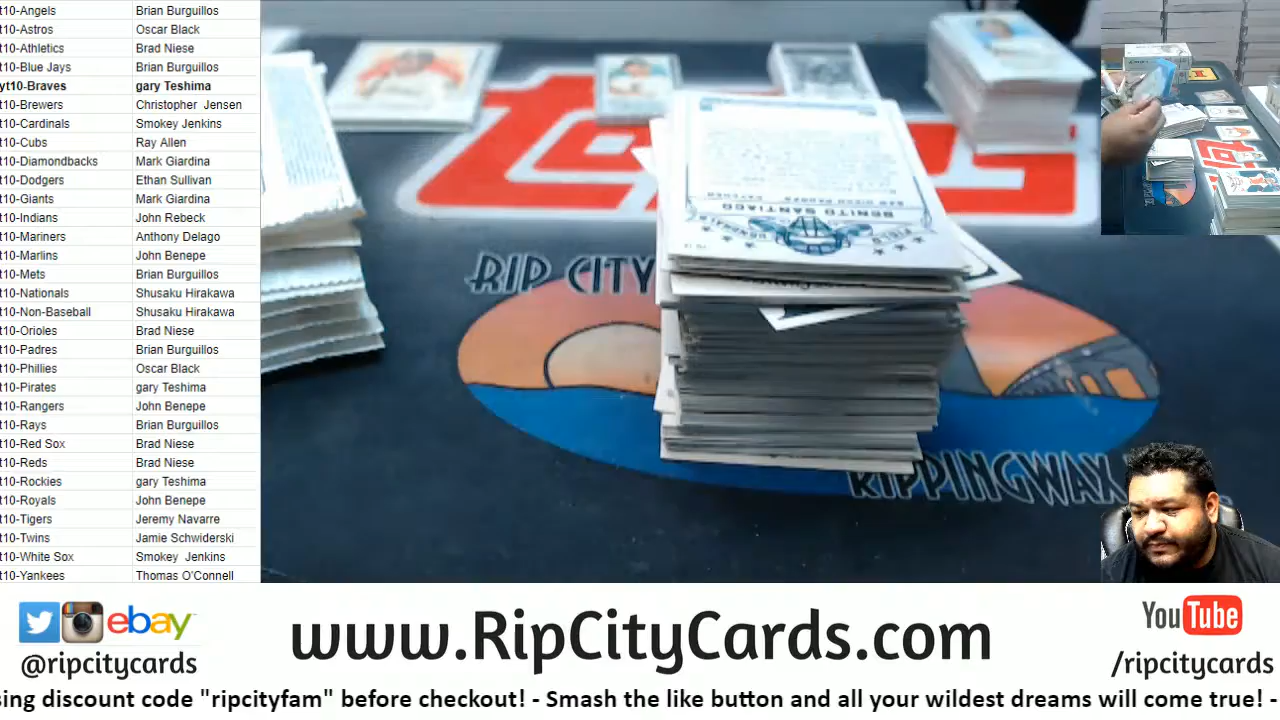 t10-Angels Brian Burguillos
t10-Astros Oscar Black
t10-Athletics Brad Niese
t10-Blue Jays Brian Burguillos
yt10-Braves gary Teshima
t10-Brewers Christopher Jensen
t10-Cardinals Smokey Jenkins
t10-Cubs Ray Allen
t10-Diamondbacks Mark Giardina
t10-Dodgers Ethan Sullivan
t10-Giants Mark Giardina
t10-Indians John Rebeck
t10-Mariners Anthony Delago
t10-Marlins John Benepe
t10-Mets Brian Burguillos
t10-Nationals Shusaku Hirakawa
t10-Non-Baseball Shusaku Hirakawa
t10-Orioles Brad Niese
t10-Padres Brian Burguillos
t10-Phillies Oscar Black
t10-Pirates gary Teshima
t10-Rangers John Benepe
t10-Rays Brian Burguillos
t10-Red Sox Brad Niese
t10-Reds Brad Niese
t10-Rockies gary Teshima
t10-Royals John Benepe
t10-Tigers Jeremy Navarre
t10-Twins Jamie Schwiderski
t10-White Sox Smokey Jenkins
t10-Yankees Thomas O'Connell
SAN DIEGO PADRES
BENITO SANTIAGO
RIP CITY
RIPPINGWAX
ebay
@ripcitycards
www.RipCityCards.com
YouTube
/ripcitycards
sing discount code "ripcityfam" before checkout! - Smash the like button and all your wildest dreams will come true! -